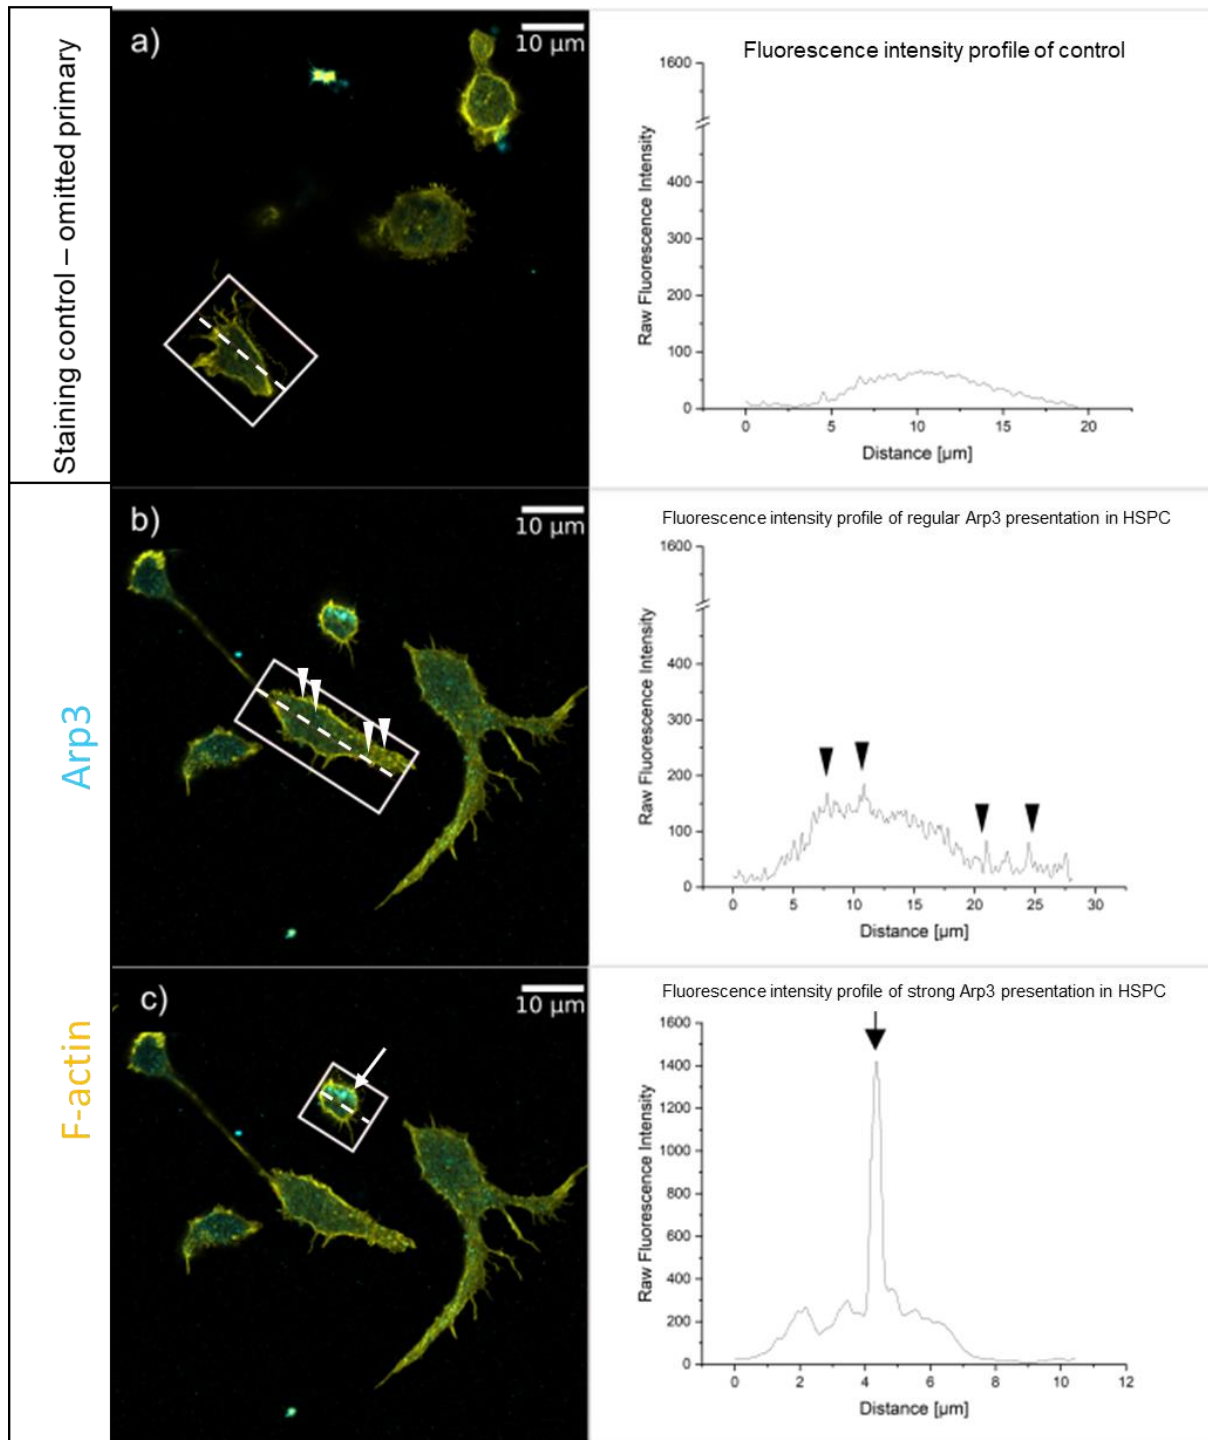 Staining control – omitted primary
a)
10 µm
Fluorescence intensity profile of control
Raw Fluorescence Intensity
1600
400
300
200
100
0
0 5 10 15 20
Distance [µm]
Arp3
F-actin
b)
10 µm
Fluorescence intensity profile of regular Arp3 presentation in HSPC
Raw Fluorescence Intensity
1600
400
300
200
100
0
0 5 10 15 20 25 30
Distance [µm]
c)
10 µm
Fluorescence intensity profile of strong Arp3 presentation in HSPC
Raw Fluorescence Intensity
1600
1400
1200
1000
800
600
400
200
0
0 2 4 6 8 10 12
Distance [µm]